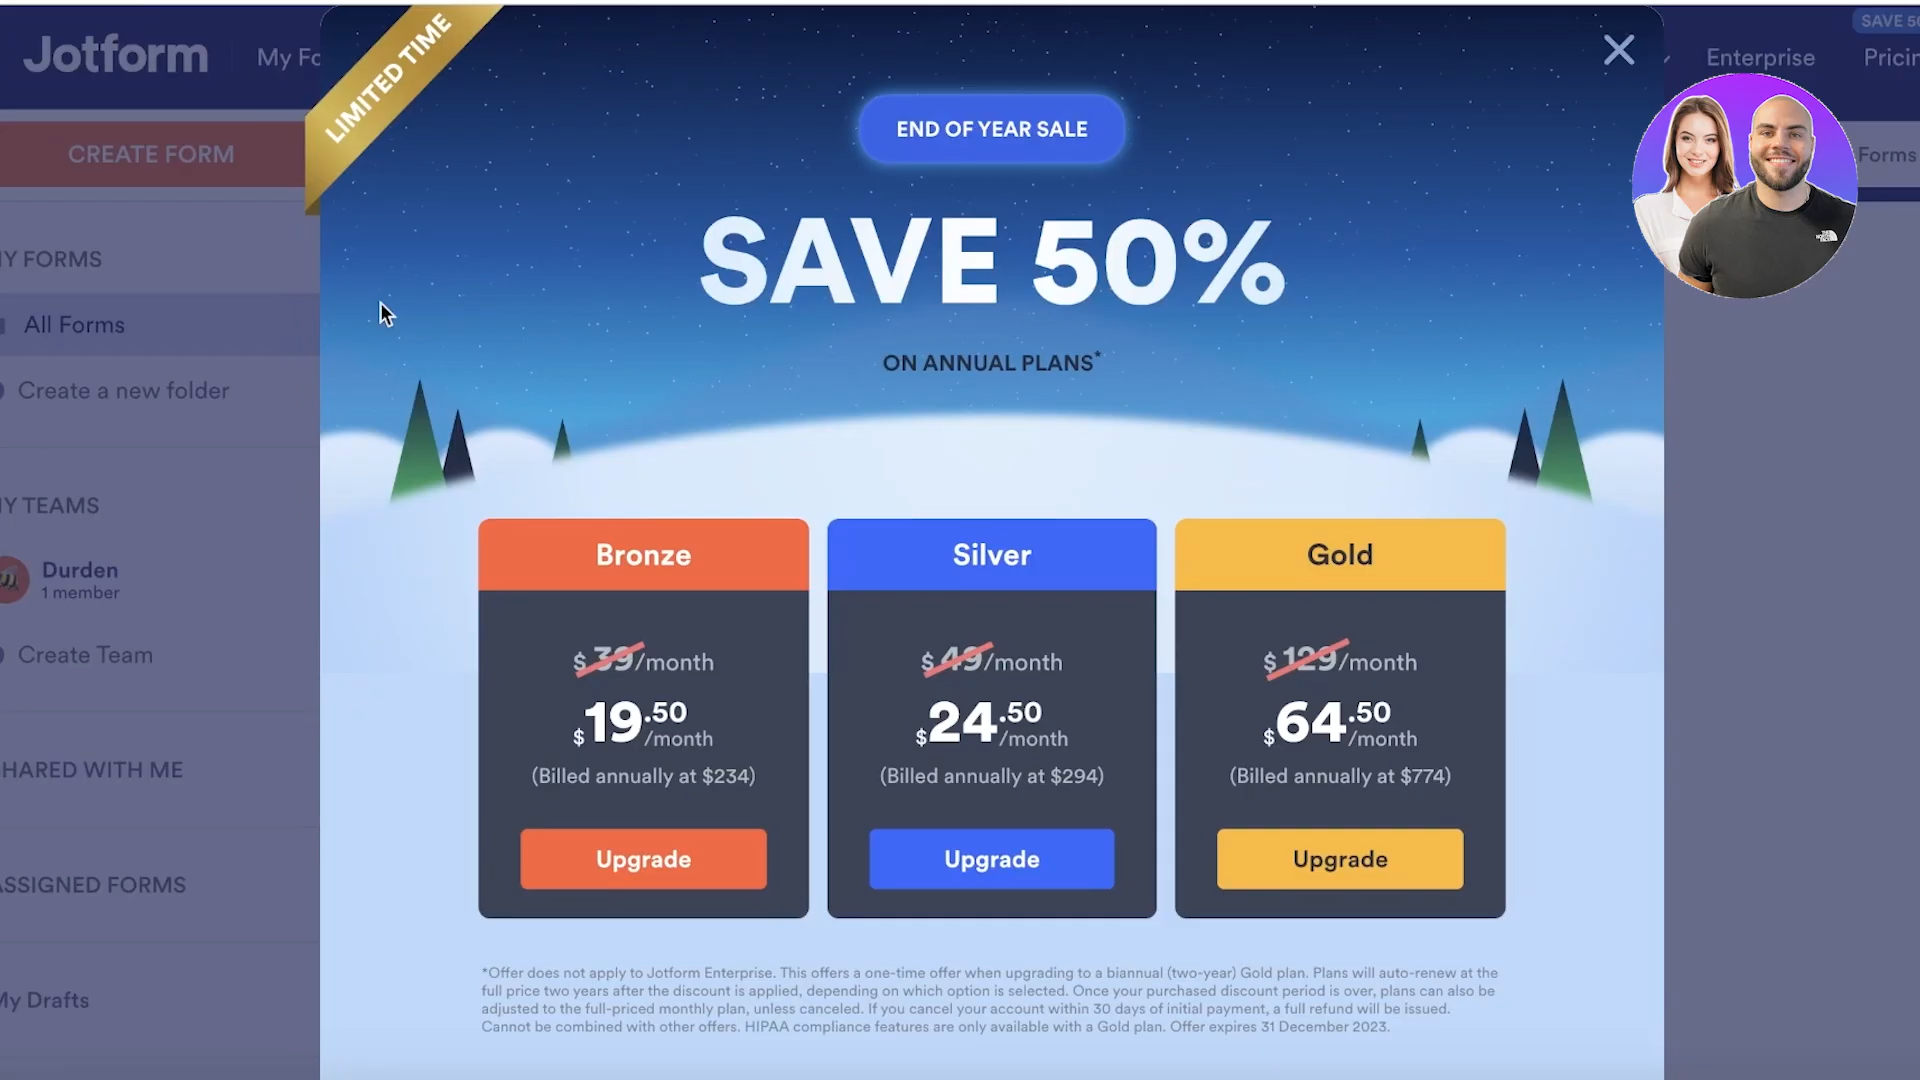 Jotform
My Fo
LIMITED TIME
END OF YEAR SALE
SAVE 50%
ON ANNUAL PLANS*
SAVE 50
Enterprise
Pricin
Forms
CREATE FORM
MY FORMS
All Forms
Create a new folder
MY TEAMS
Durden
1 member
Create Team
SHARED WITH ME
ASSIGNED FORMS
My Drafts
Bronze
$39/month
$19.50/month
(Billed annually at $234)
Upgrade
Silver
$49/month
$24.50/month
(Billed annually at $294)
Upgrade
Gold
$129/month
$64.50/month
(Billed annually at $774)
Upgrade
*Offer does not apply to Jotform Enterprise. This offers a one-time offer when upgrading to a biannual (two-year) Gold plan. Plans will auto-renew at the
full price two years after the discount is applied, depending on which option is selected. Once your purchased discount period is over, plans can also be
adjusted to the full-priced monthly plan, unless canceled. If you cancel your account within 30 days of initial payment, a full refund will be issued.
Cannot be combined with other offers. HIPAA compliance features are only available with a Gold plan. Offer expires 31 December 2023.